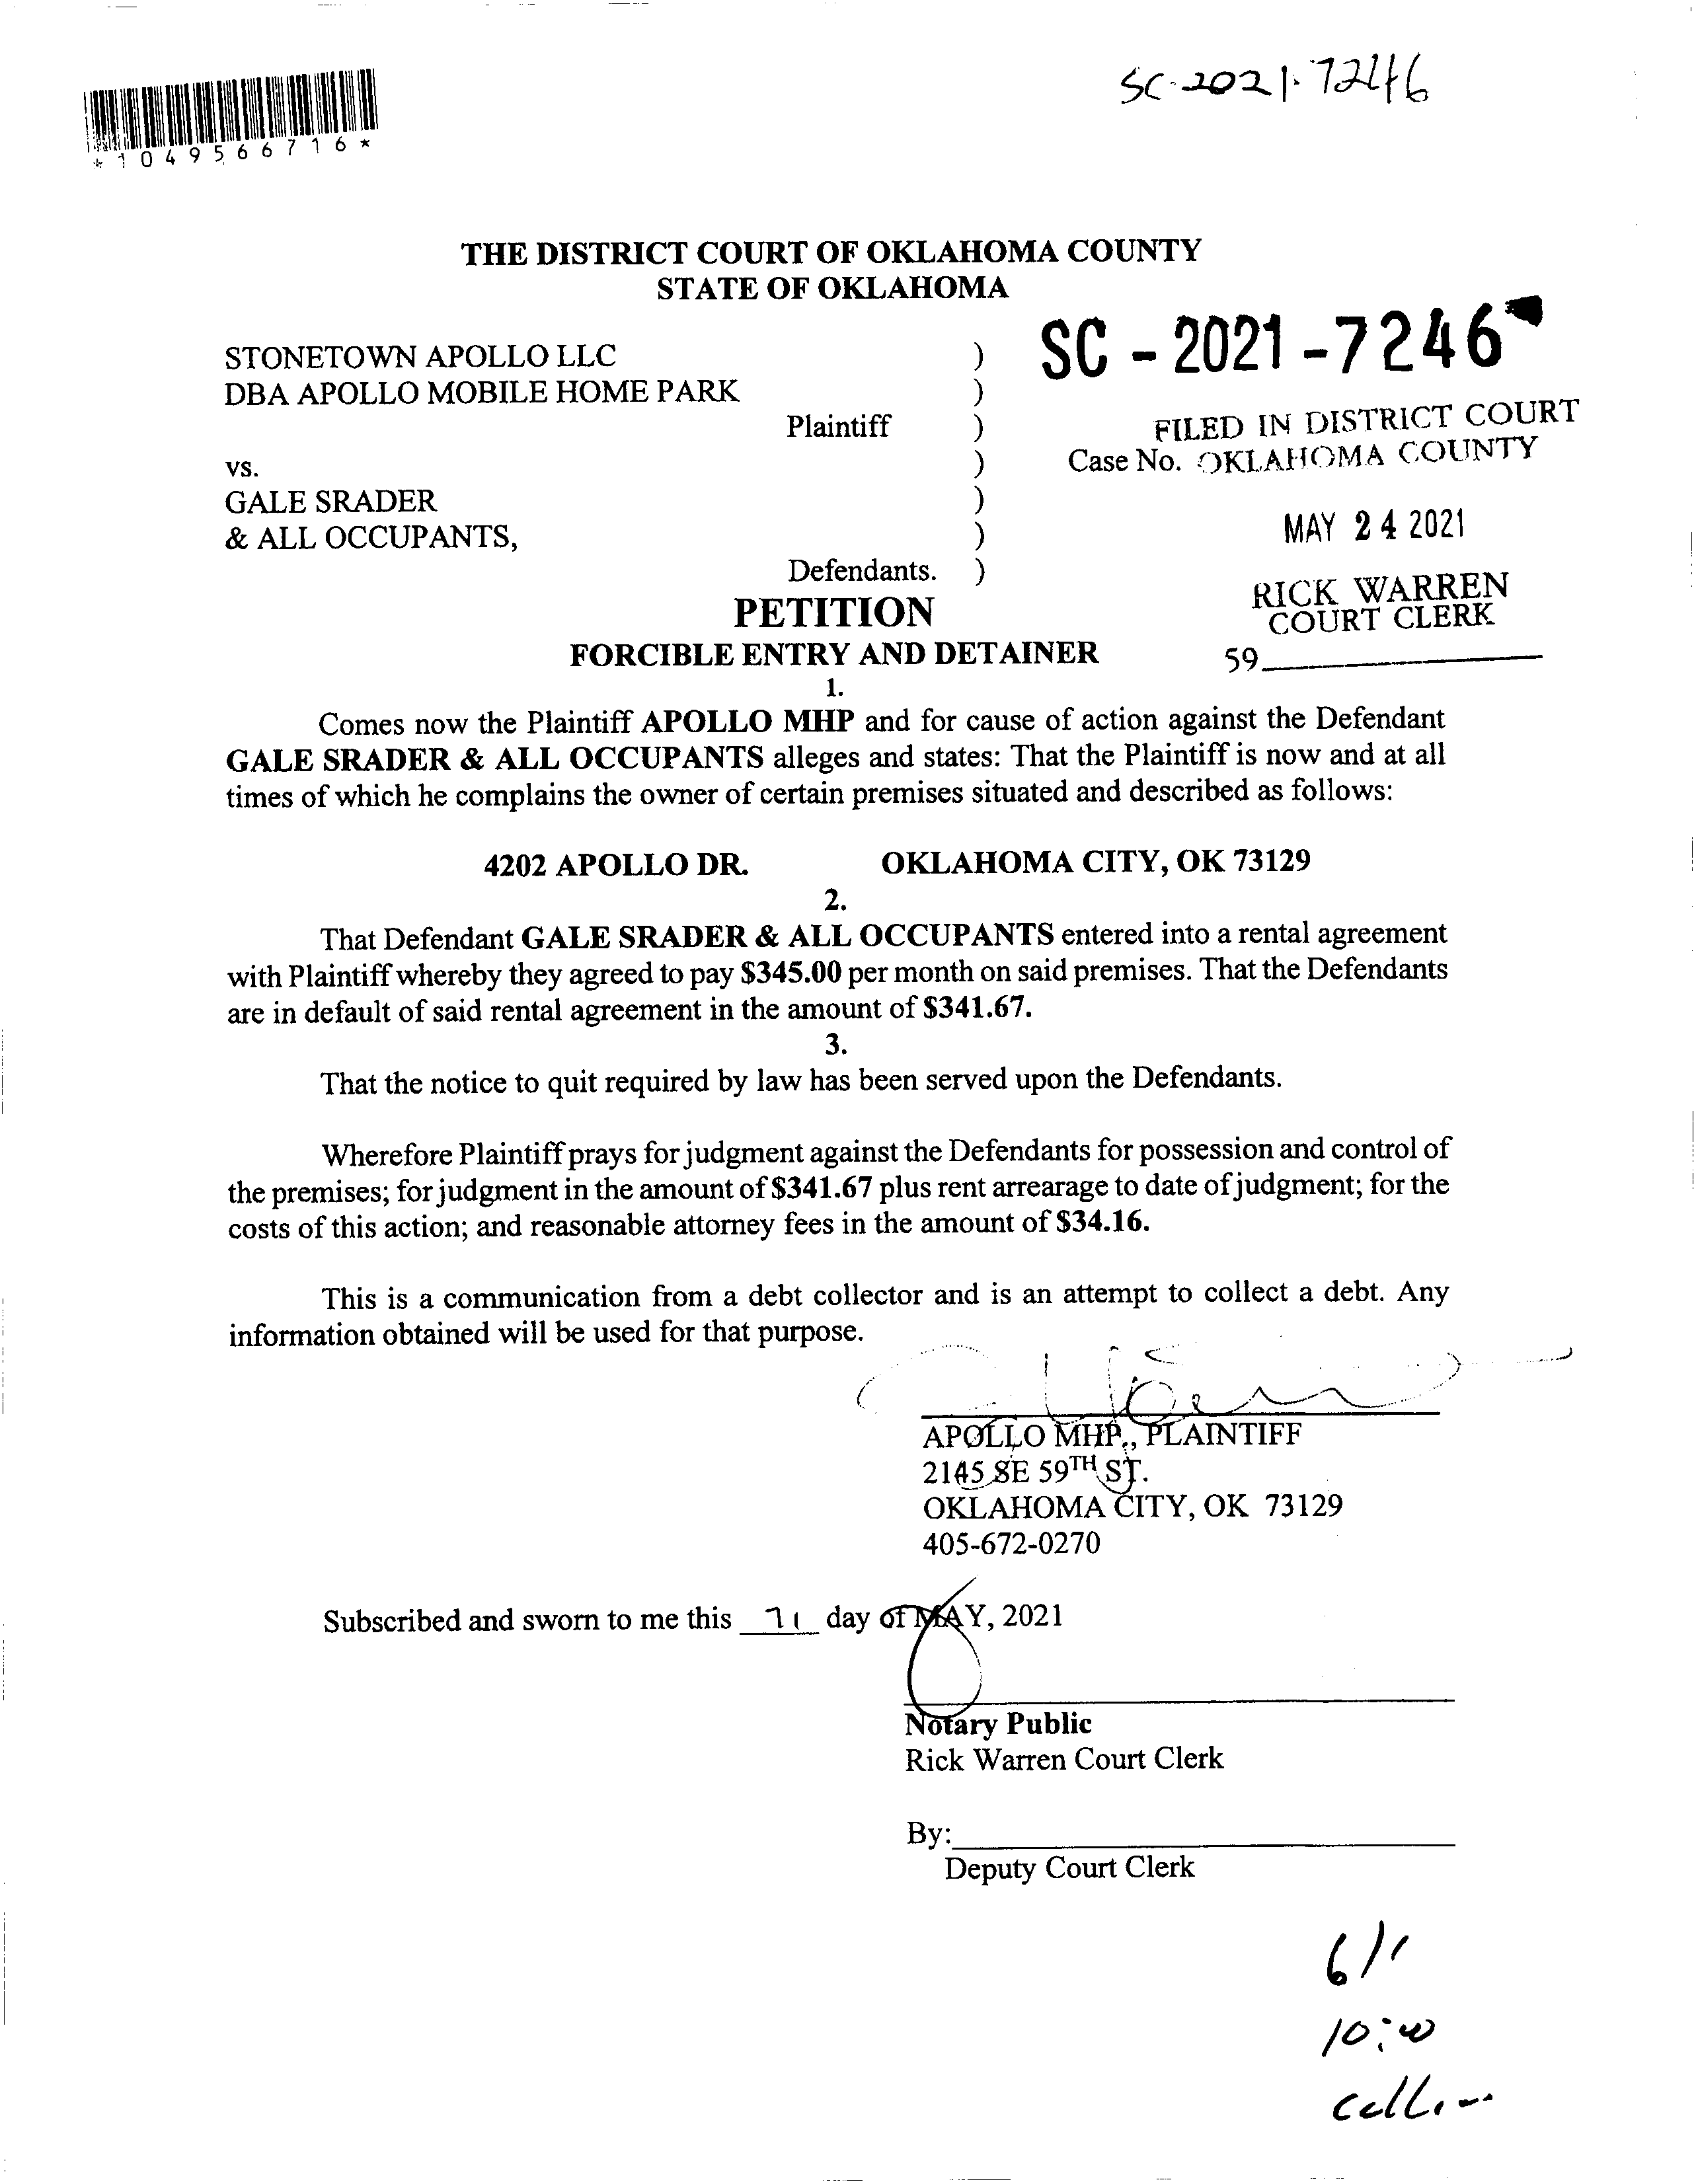 SC-2021-7246
*1049566716*
THE DISTRICT COURT OF OKLAHOMA COUNTY
STATE OF OKLAHOMA
STONETOWN APOLLO LLC )
DBA APOLLO MOBILE HOME PARK )
Plaintiff )
vs. )
GALE SRADER )
& ALL OCCUPANTS, )
Defendants. )
SC - 2021 - 7246
FILED IN DISTRICT COURT
Case No. OKLAHOMA COUNTY
MAY 24 2021
RICK WARREN
COURT CLERK
59
PETITION
FORCIBLE ENTRY AND DETAINER
1.
Comes now the Plaintiff APOLLO MHP and for cause of action against the Defendant
GALE SRADER & ALL OCCUPANTS alleges and states: That the Plaintiff is now and at all
times of which he complains the owner of certain premises situated and described as follows:
4202 APOLLO DR. OKLAHOMA CITY, OK 73129
2.
That Defendant GALE SRADER & ALL OCCUPANTS entered into a rental agreement
with Plaintiff whereby they agreed to pay $345.00 per month on said premises. That the Defendants
are in default of said rental agreement in the amount of $341.67.
3.
That the notice to quit required by law has been served upon the Defendants.
Wherefore Plaintiff prays for judgment against the Defendants for possession and control of
the premises; for judgment in the amount of $341.67 plus rent arrearage to date of judgment; for the
costs of this action; and reasonable attorney fees in the amount of $34.16.
This is a communication from a debt collector and is an attempt to collect a debt. Any
information obtained will be used for that purpose.
APOLLO MHP., PLAINTIFF
2145 SE 59TH ST.
OKLAHOMA CITY, OK 73129
405-672-0270
Subscribed and sworn to me this day of MAY, 2021
Notary Public
Rick Warren Court Clerk
By:
Deputy Court Clerk
6/1
10:00